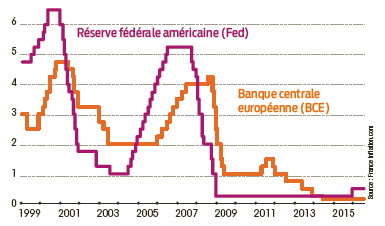 6
5
4
3
2
1
0
Réserve fédérale américaine (Fed)
Banque centrale
européenne (BCE)
1999 2001 2003 2005 2007 2009 2011 2013 2015
Source : France Inflation.com